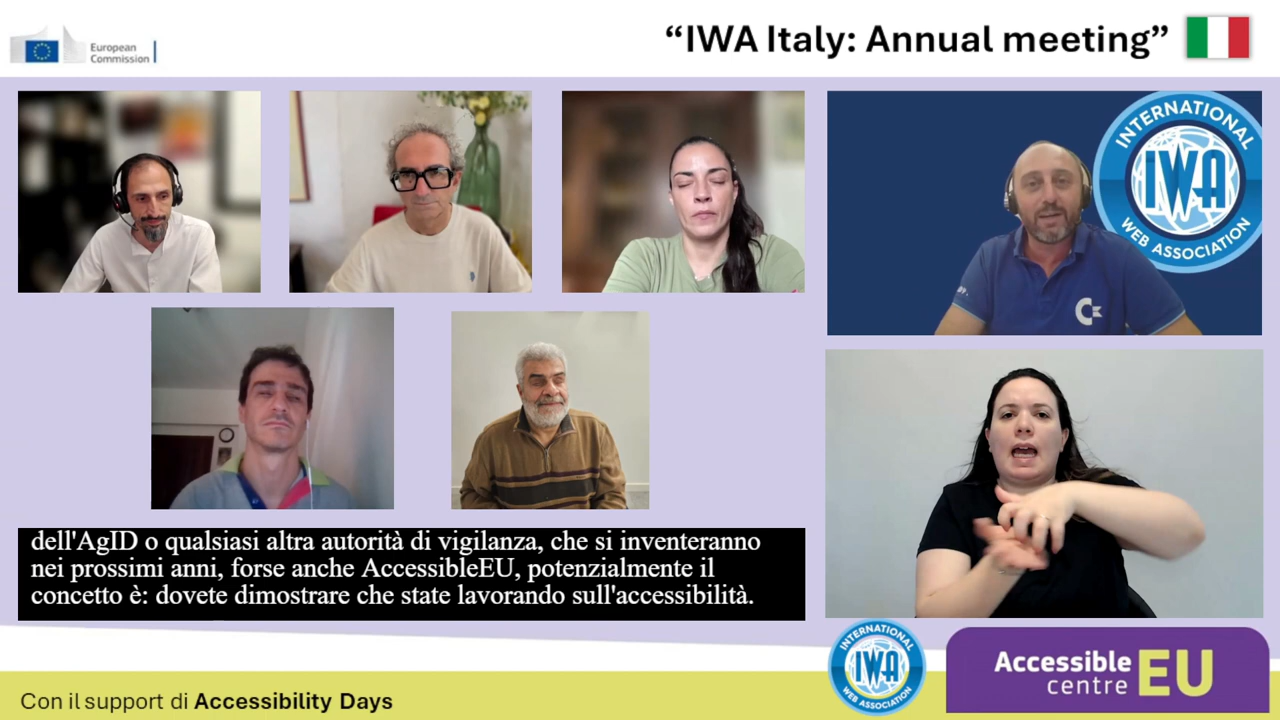 European
Commission
“IWA Italy: Annual meeting”
INTERNATIONAL
IWA
WEB ASSOCIATION
dell'AgID o qualsiasi altra autorità di vigilanza, che si inventeranno
nei prossimi anni, forse anche AccessibleEU, potenzialmente il
concetto è: dovete dimostrare che state lavorando sull'accessibilità.
INTERNATIONAL
IWA
WEB ASSOCIATION
Accessible
centre
EU
Con il support di Accessibility Days